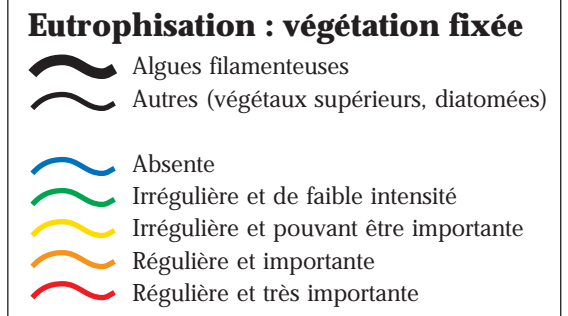 Eutrophisation : végétation fixée
Algues filamenteuses
Autres (végétaux supérieurs, diatomées)
Absente
Irrégulière et de faible intensité
Irrégulière et pouvant être importante
Régulière et importante
Régulière et très importante